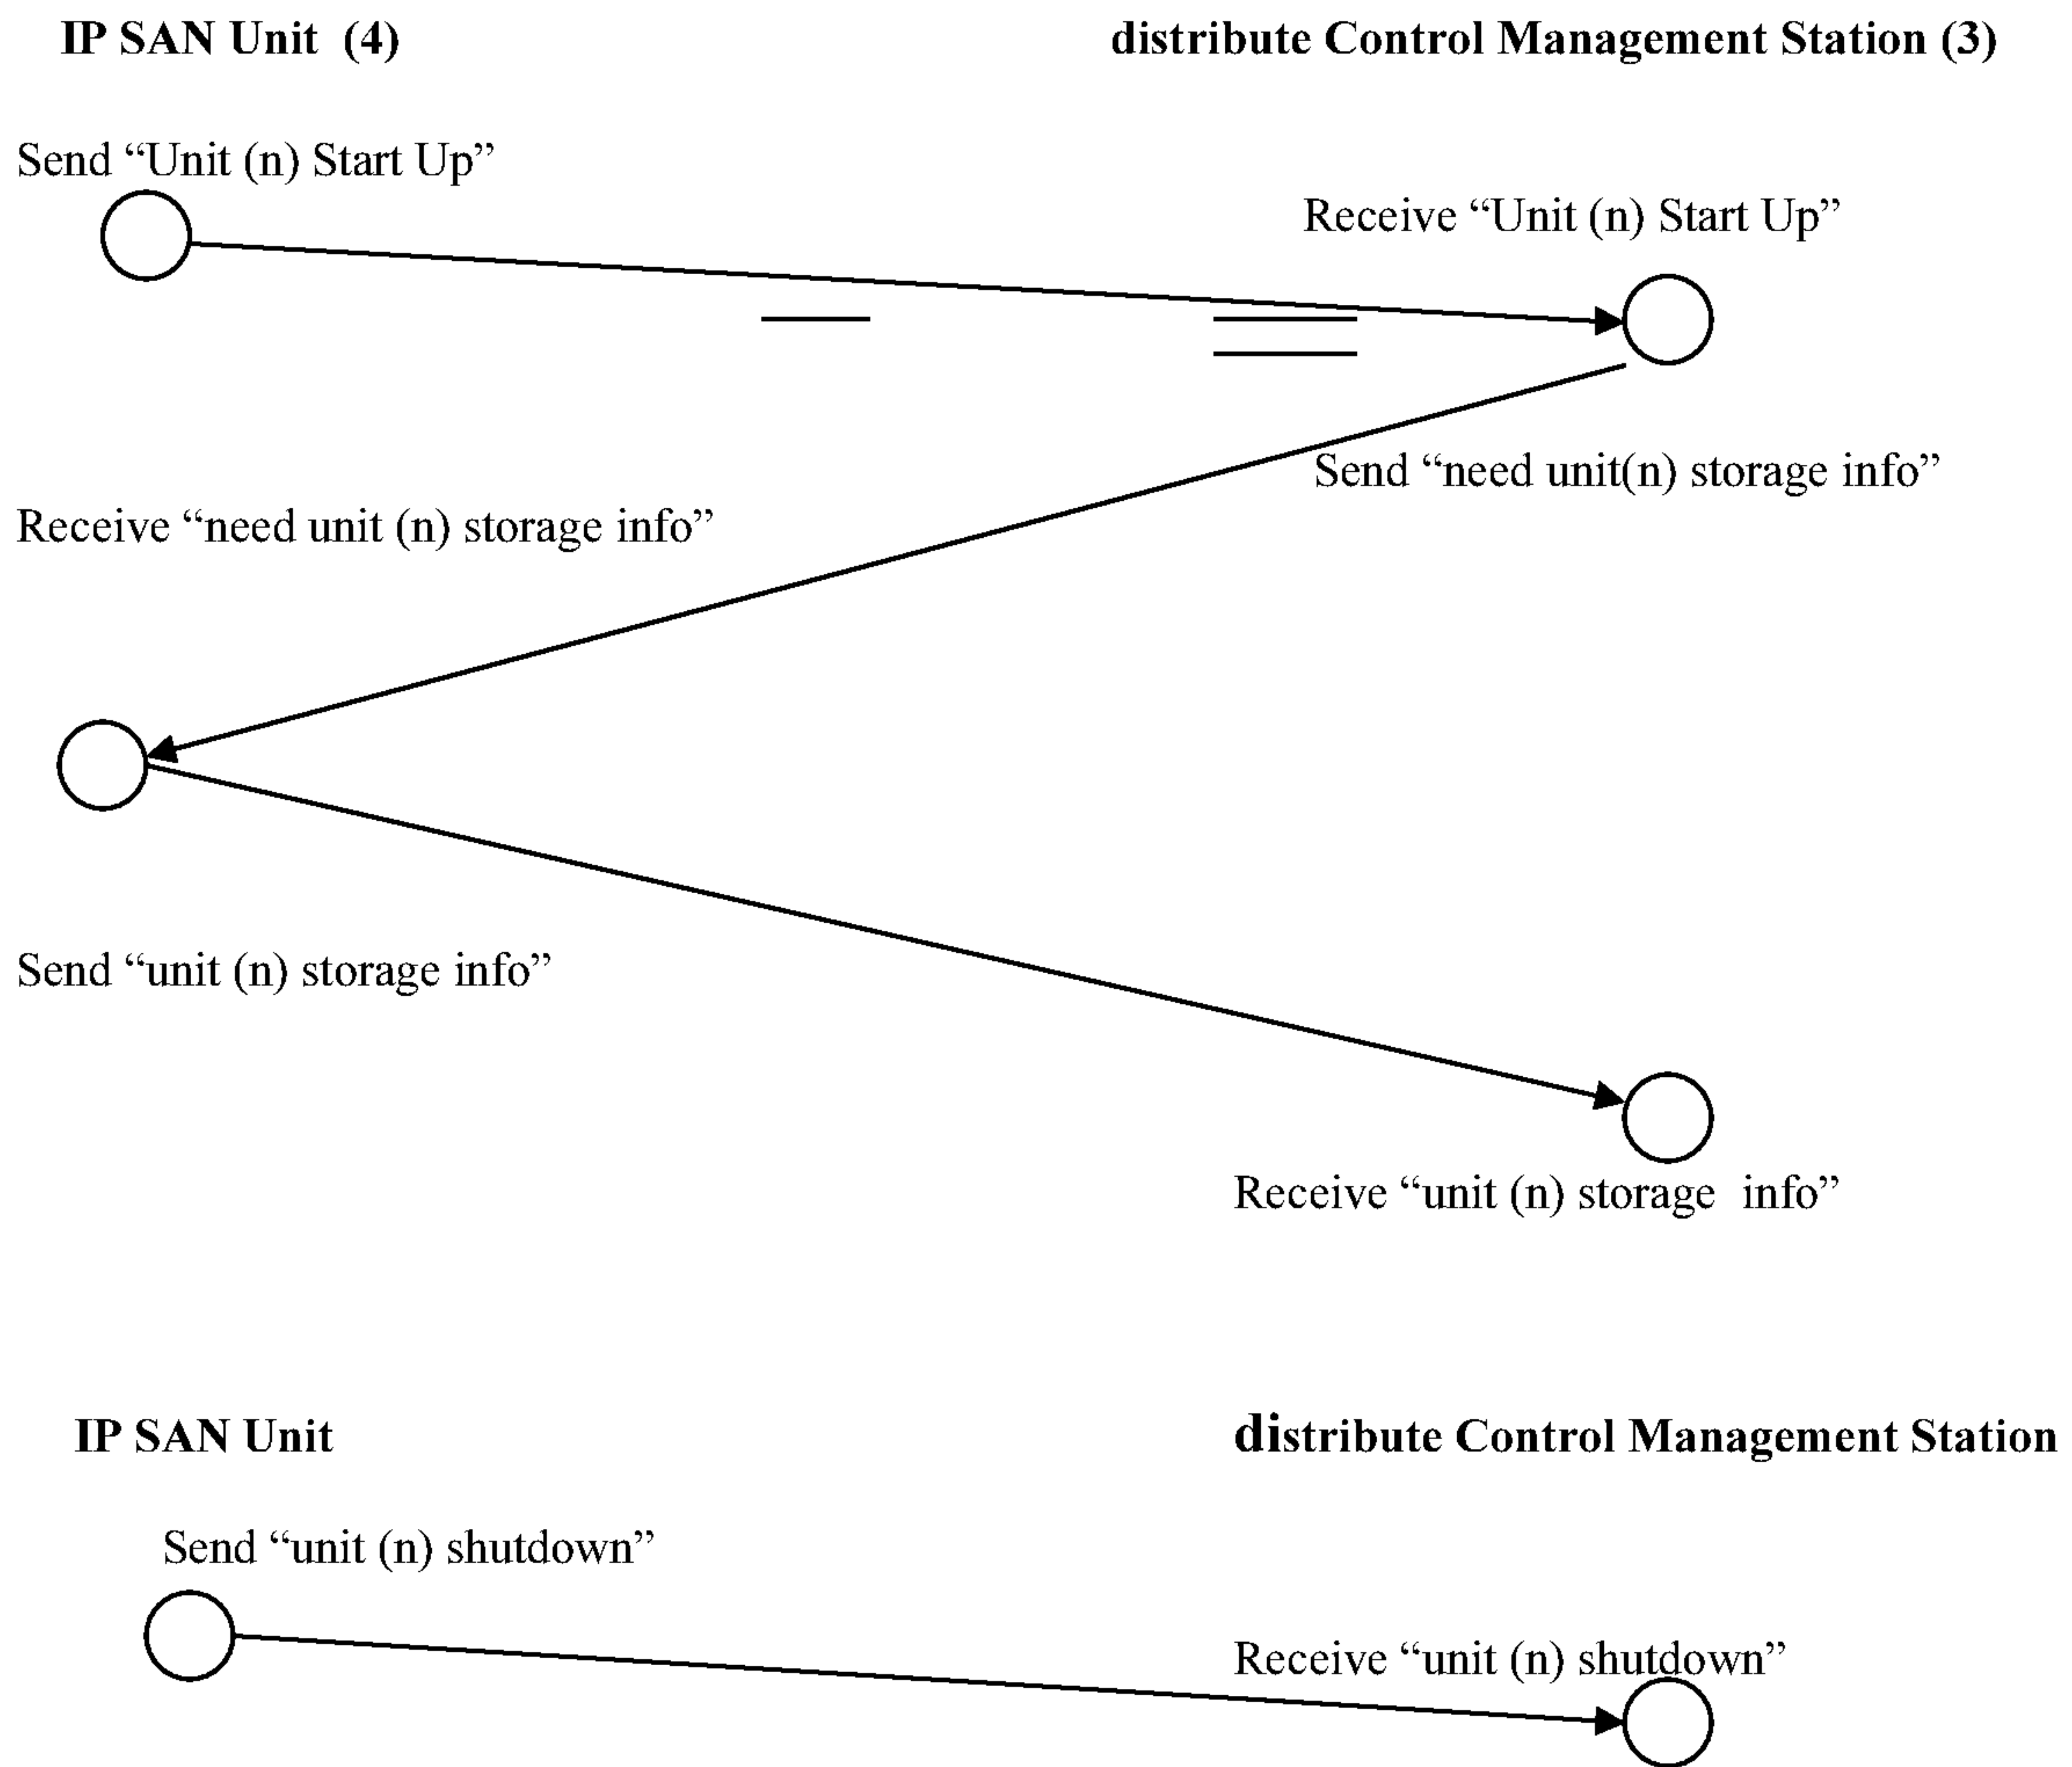 IP SAN Unit (4)
distribute Control Management Station (3)
Send “Unit (n) Start Up”
Receive “Unit (n) Start Up”
Send “need unit(n) storage info”
Receive “need unit (n) storage info”
Send “unit (n) storage info”
Receive “unit (n) storage info”
IP SAN Unit
distribute Control Management Station
Send “unit (n) shutdown”
Receive “unit (n) shutdown”